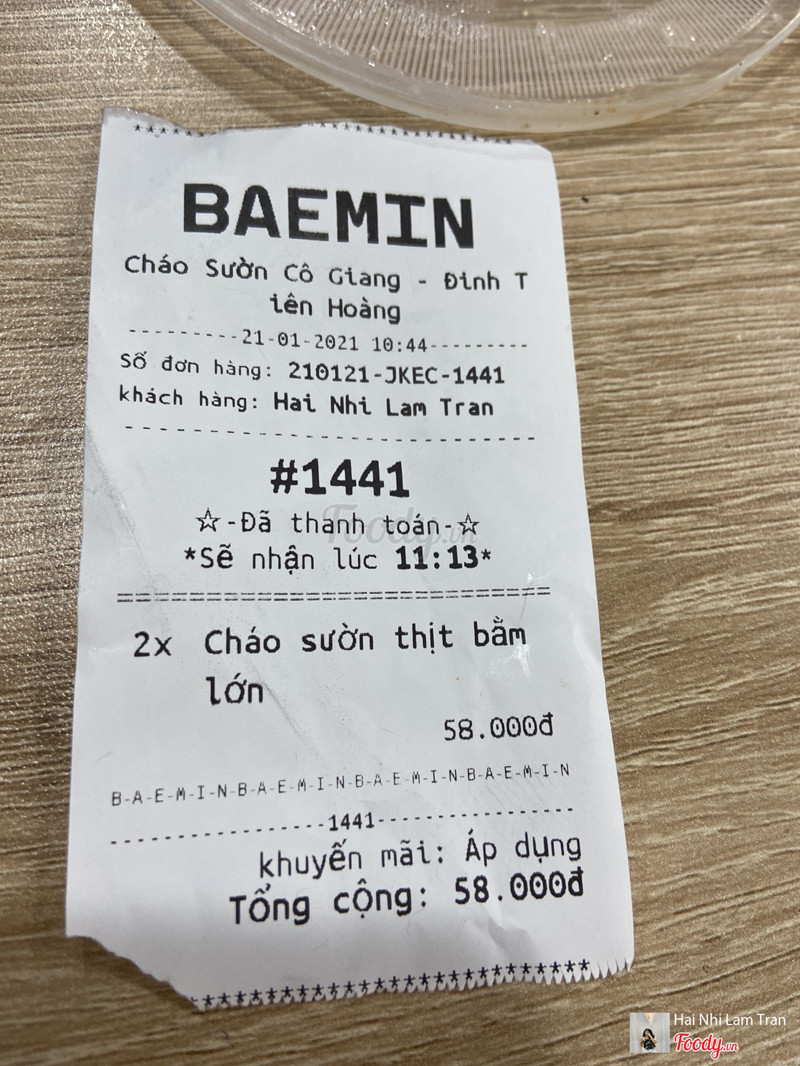 ************************
BAEMIN
Cháo Sườn Cô Giang - Đinh T
iên Hoàng
---------21-01-2021 10:44---------
Số đơn hàng: 210121-JKEC-1441
khách hàng: Hai Nhi Lam Tran
----------------------------
#1441
☆-Đã thanh toán-☆
*Sẽ nhận lúc 11:13*
================================
2x Cháo sườn thịt bằm
lớn
58.000đ
B-A-E-M-I-N-B-A-E-M-I-N-B-A-E-M-I-N-B-A-E-M-I-N
----------------1441----------------
khuyến mãi: Áp dụng
Tổng cộng: 58.000đ
********************************
Foody.vn
Hai Nhi Lam Tran
Foody.vn